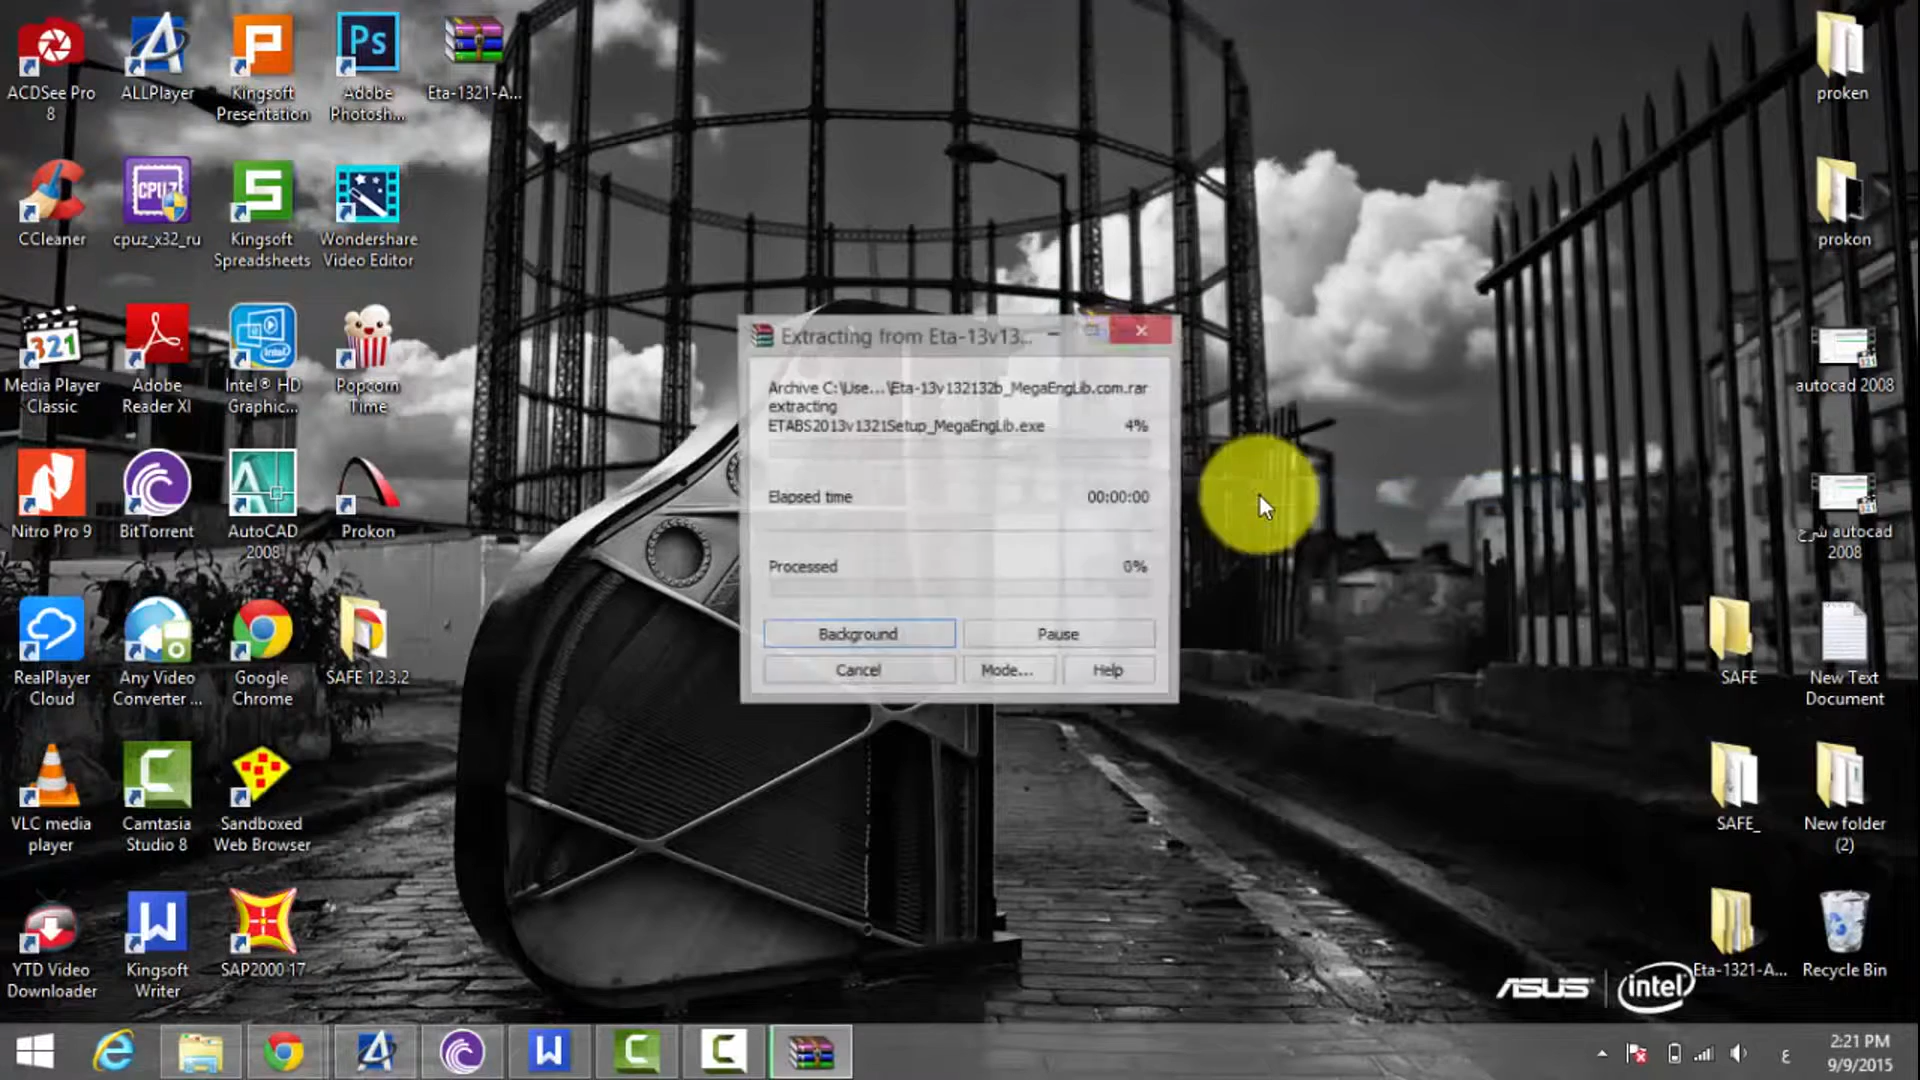 ACDSee Pro
8
ALLPlayer
Kingsoft
Presentation
Ps
Adobe
Photosh...
Eta-1321-A...
CCleaner
CPUZ
cpuz_x32_ru
Kingsoft
Spreadsheets
Wondershare
Video Editor
321
Media Player
Classic
Adobe
Reader XI
intel
Intel® HD
Graphic...
Popcorn
Time
Nitro Pro 9
BitTorrent
AutoCAD
2008
Prokon
RealPlayer
Cloud
Any Video
Converter ...
Google
Chrome
SAFE 12.3.2
VLC media
player
Camtasia
Studio 8
Sandboxed
Web Browser
YTD Video
Downloader
Kingsoft
Writer
SAP2000 17
Extracting from Eta-13v13...
Archive C:\Use...\Eta-13v132132b_MegaEngLib.com.rar
extracting
ETABS2013v1321Setup_MegaEngLib.exe 4%
Elapsed time 00:00:00
Processed 0%
Background Pause
Cancel Mode... Help
proken
prokon
autocad 2008
شرح autocad
2008
SAFE
New Text
Document
SAFE_
New folder
(2)
Eta-1321-A...
Recycle Bin
ASUS
intel
ع
2:21 PM
9/9/2015